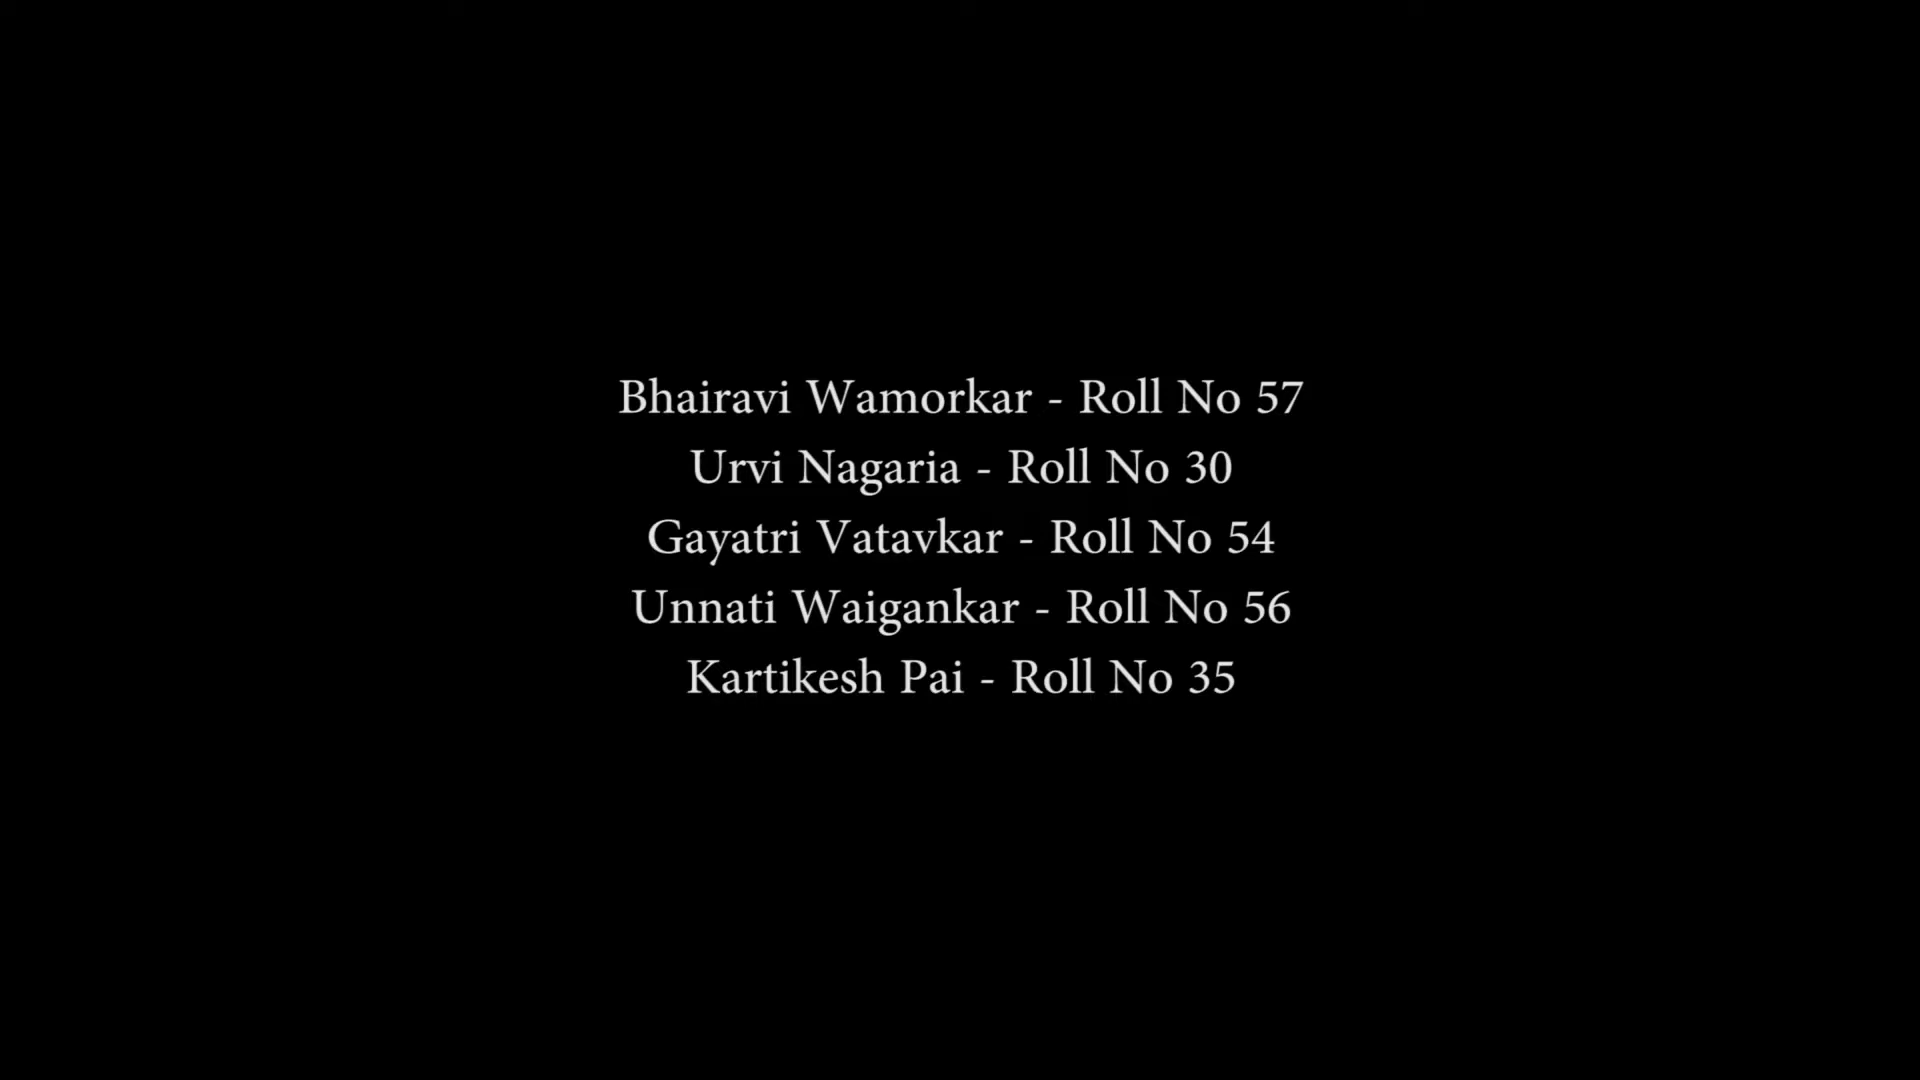 Bhairavi Wamorkar - Roll No 57
Urvi Nagaria - Roll No 30
Gayatri Vatavkar - Roll No 54
Unnati Waigankar - Roll No 56
Kartikesh Pai - Roll No 35